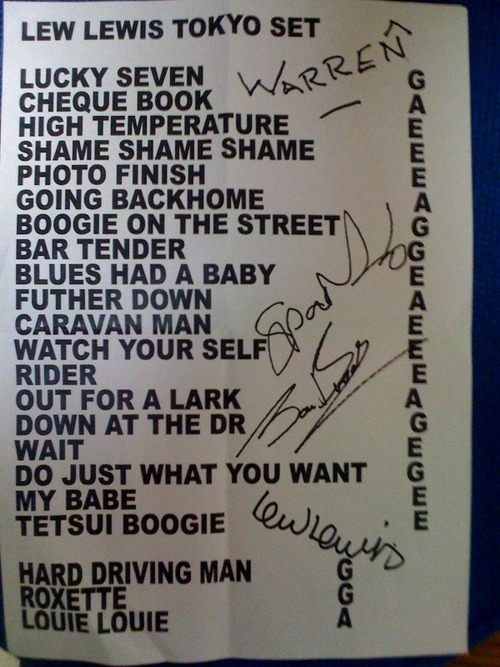 LEW LEWIS TOKYO SET
WARREN
LUCKY SEVEN G
CHEQUE BOOK A
HIGH TEMPERATURE E
SHAME SHAME SHAME E
PHOTO FINISH E
GOING BACKHOME A
BOOGIE ON THE STREET G
BAR TENDER G
BLUES HAD A BABY E
FUTHER DOWN A
CARAVAN MAN E
WATCH YOUR SELF E
RIDER E
OUT FOR A LARK A
DOWN AT THE DR G
WAIT E
DO JUST WHAT YOU WANT G
MY BABE E
TETSUI BOOGIE E
Lew Lewis
HARD DRIVING MAN G
ROXETTE G
LOUIE LOUIE A